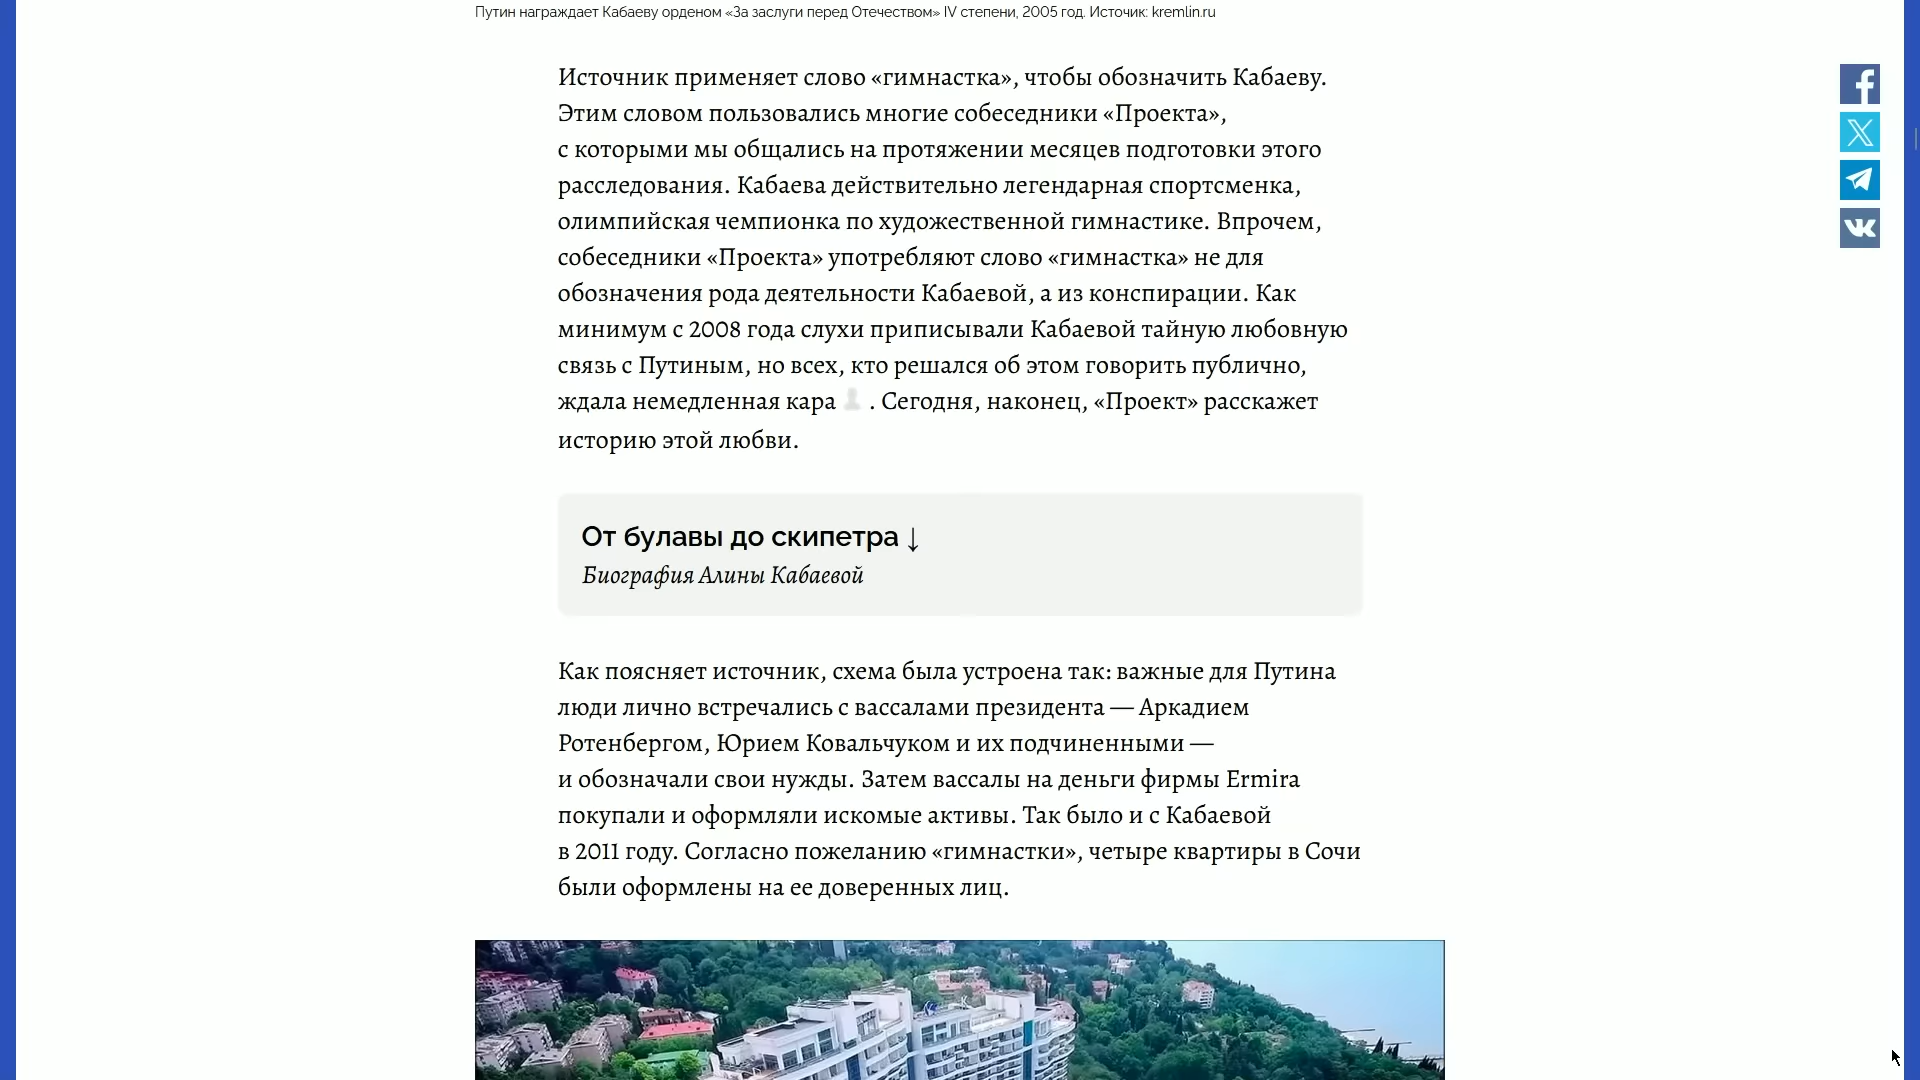 Путин награждает Кабаеву орденом «За заслуги перед Отечеством» IV степени, 2005 год. Источик: kremlin.ru
Источник применяет слово «гимнастка», чтобы обозначить Кабаеву.
Этим словом пользовались многие собеседники «Проекта»,
с которыми мы общались на протяжении месяцев подготовки этого
расследования. Кабаева действительно легендарная спортсменка,
олимпийская чемпионка по художественной гимнастике. Впрочем,
собеседники «Проекта» употребляют слово «гимнастка» не для
обозначения рода деятельности Кабаевой, а из конспирации. Как
минимум с 2008 года слухи приписывали Кабаевой тайную любовную
связь с Путиным, но всех, кто решался об этом говорить публично,
ждала немедленная кара . Сегодня, наконец, «Проект» расскажет
историю этой любви.
От булавы до скипетра ↓
Биография Алины Кабаевой
Как поясняет источник, схема была устроена так: важные для Путина
люди лично встречались с вассалами президента — Аркадием
Ротенбергом, Юрием Ковальчуком и их подчиненными —
и обозначали свои нужды. Затем вассалы на деньги фирмы Ermira
покупали и оформляли искомые активы. Так было и с Кабаевой
в 2011 году. Согласно пожеланию «гимнастки», четыре квартиры в Сочи
были оформлены на ее доверенных лиц.